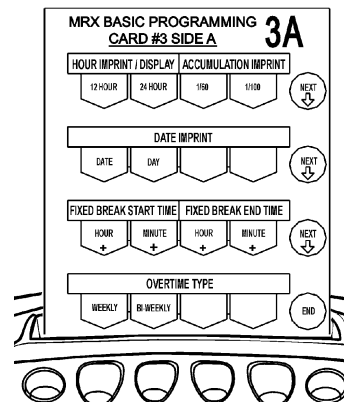 MRX BASIC PROGRAMMING
CARD #3 SIDE A
3A
HOUR IMPRINT / DISPLAY ACCUMULATION IMPRINT
12 HOUR 24 HOUR 1/60 1/100 NEXT
DATE IMPRINT
DATE DAY NEXT
FIXED BREAK START TIME FIXED BREAK END TIME
HOUR + MINUTE + HOUR + MINUTE + NEXT
OVERTIME TYPE
WEEKLY BI-WEEKLY END